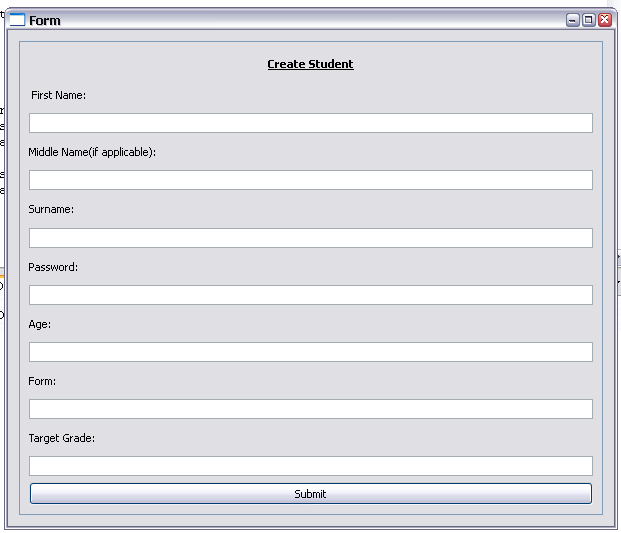 Form
Create Student
First Name:
Middle Name(if applicable):
Surname:
Password:
Age:
Form:
Target Grade:
Submit